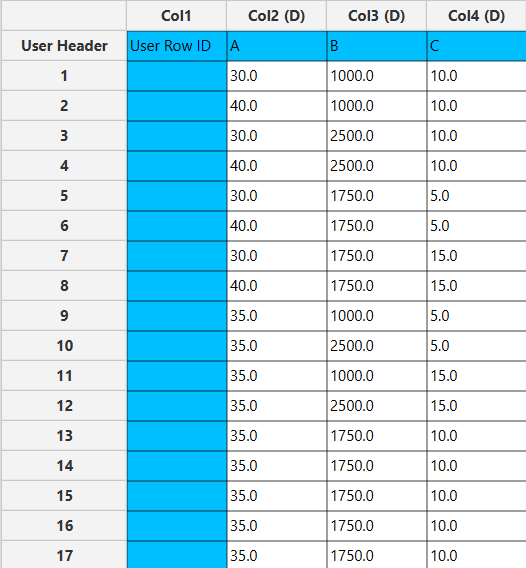 Col1 Col2 (D) Col3 (D) Col4 (D)
User Header User Row ID A B C
1 30.0 1000.0 10.0
2 40.0 1000.0 10.0
3 30.0 2500.0 10.0
4 40.0 2500.0 10.0
5 30.0 1750.0 5.0
6 40.0 1750.0 5.0
7 30.0 1750.0 15.0
8 40.0 1750.0 15.0
9 35.0 1000.0 5.0
10 35.0 2500.0 5.0
11 35.0 1000.0 15.0
12 35.0 2500.0 15.0
13 35.0 1750.0 10.0
14 35.0 1750.0 10.0
15 35.0 1750.0 10.0
16 35.0 1750.0 10.0
17 35.0 1750.0 10.0